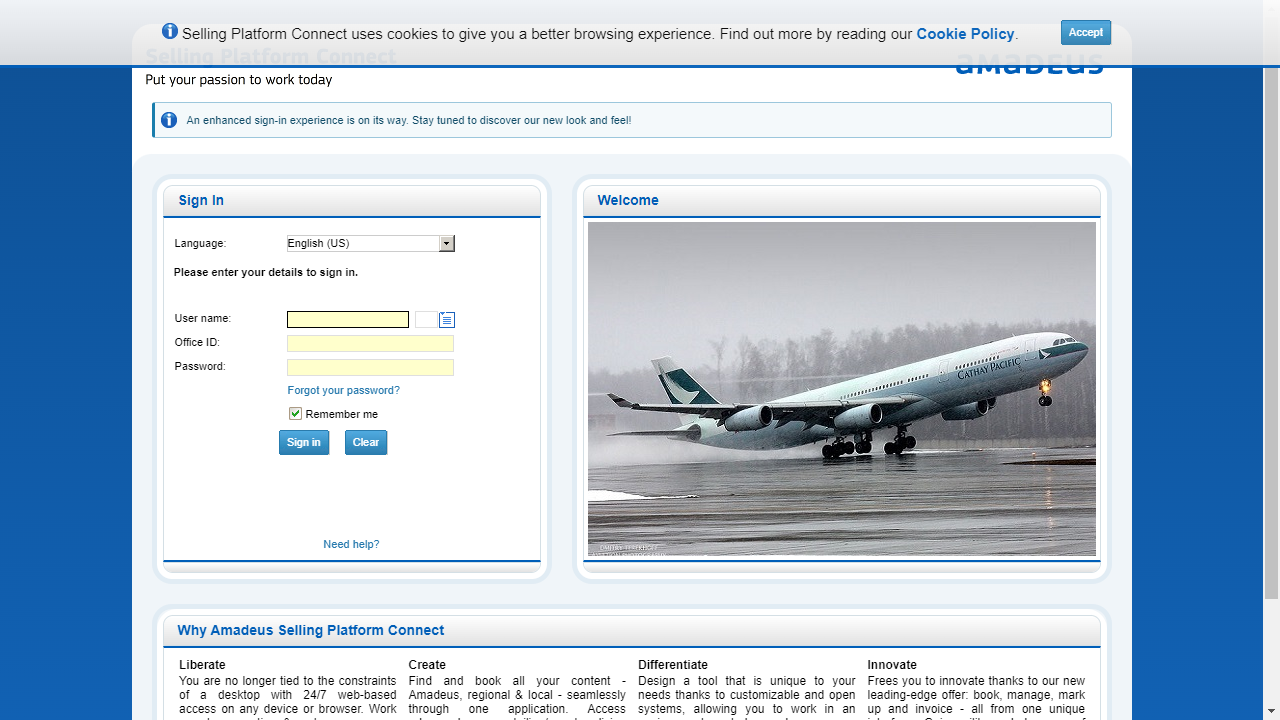 Selling Platform Connect uses cookies to give you a better browsing experience. Find out more by reading our Cookie Policy.
Accept
Selling Platform Connect
amadeus
Put your passion to work today
An enhanced sign-in experience is on its way. Stay tuned to discover our new look and feel!
Sign In
Language:
English (US)
Please enter your details to sign in.
User name:
Office ID:
Password:
Forgot your password?
Remember me
Sign in
Clear
Need help?
Welcome
CATHAY PACIFIC
Why Amadeus Selling Platform Connect
Liberate
You are no longer tied to the constraints
of a desktop with 24/7 web-based
access on any device or browser. Work
Create
Find and book all your content -
Amadeus, regional & local - seamlessly
through one application. Access
Differentiate
Design a tool that is unique to your
needs thanks to customizable and open
systems, allowing you to work in an
Innovate
Frees you to innovate thanks to our new
leading-edge offer: book, manage, mark
up and invoice - all from one unique